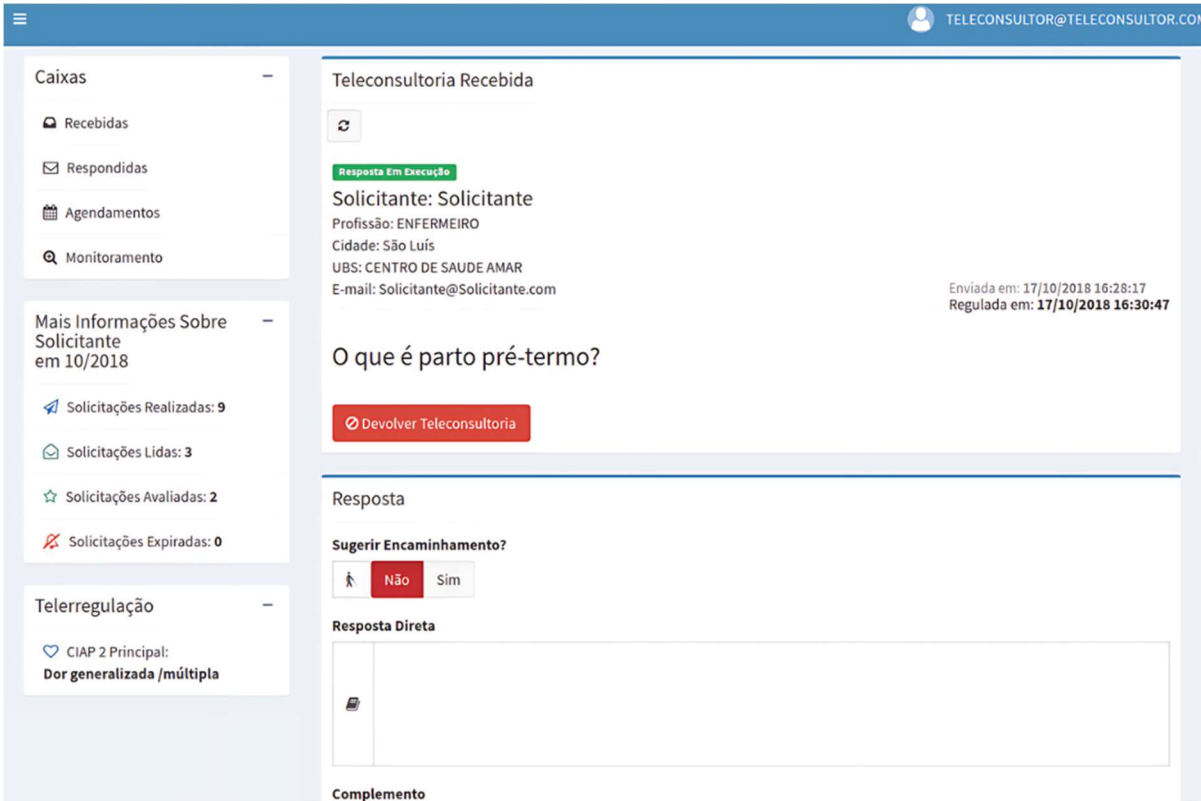 TELECONSULTOR@TELECONSULTOR.COM
Caixas
Recebidas
Respondidas
Agendamentos
Monitoramento
Mais Informações Sobre
Solicitante
em 10/2018
Solicitações Realizadas: 9
Solicitações Lidas: 3
Solicitações Avaliadas: 2
Solicitações Expiradas: 0
Telerregulação
CIAP 2 Principal:
Dor generalizada /múltipla
Teleconsultoria Recebida
Resposta Em Execução
Solicitante: Solicitante
Profissão: ENFERMEIRO
Cidade: São Luís
UBS: CENTRO DE SAUDE AMAR
E-mail: Solicitante@Solicitante.com
Enviada em: 17/10/2018 16:28:17
Regulada em: 17/10/2018 16:30:47
O que é parto pré-termo?
Devolver Teleconsultoria
Resposta
Sugerir Encaminhamento?
Não Sim
Resposta Direta
Complemento